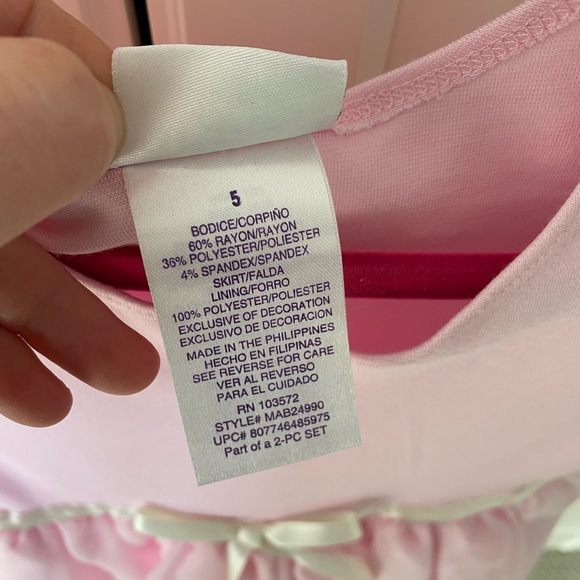 5
BODICE/CORPIÑO
60% RAYON/RAYON
36% POLYESTER/POLIESTER
4% SPANDEX/SPANDEX
SKIRT/FALDA
LINING/FORRO
100% POLYESTER/POLIESTER
EXCLUSIVE OF DECORATION
EXCLUSIVO DE DECORACION
MADE IN THE PHILIPPINES
HECHO EN FILIPINAS
SEE REVERSE FOR CARE
VER AL REVERSO
PARA EL CUIDADO
RN 103572
STYLE# MAB24990
UPC# 807746485975
Part of a 2-PC SET